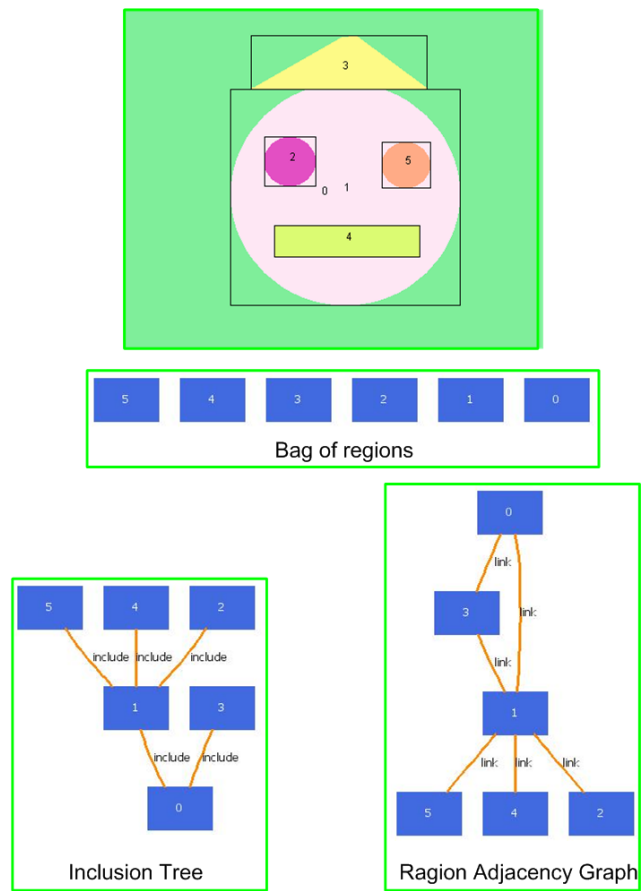 3
2
5
0 1
4
5 4 3 2 1 0
Bag of regions
0
link
3 link
link
1
link link link
5 4 2
Ragion Adjacency Graph
5 4 2
include include include
1 3
include include
0
Inclusion Tree